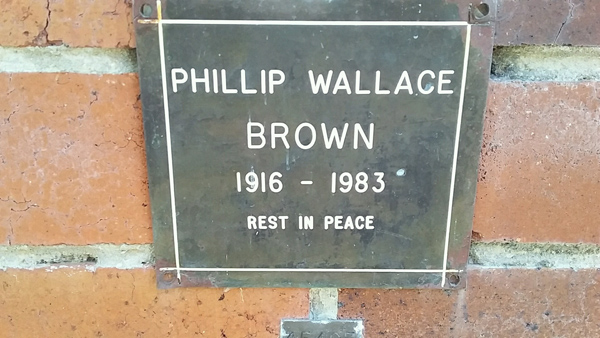 PHILLIP WALLACE
BROWN
1916 - 1983
REST IN PEACE